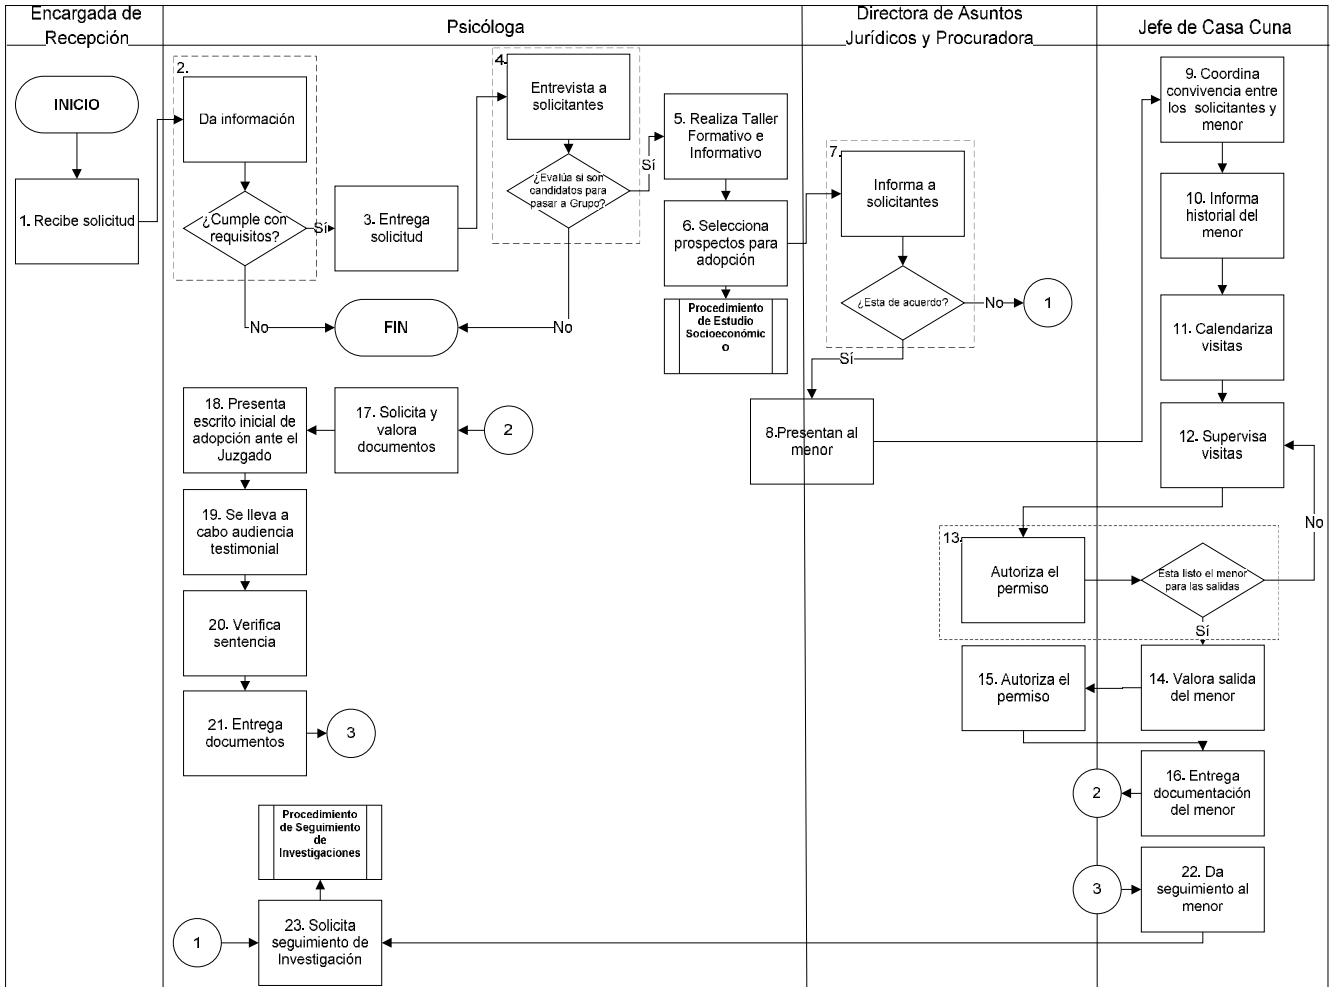 Encargada de
Recepción
Psicóloga
Directora de Asuntos
Jurídicos y Procuradora
Jefe de Casa Cuna
INICIO
1. Recibe solicitud
2.
Da información
¿Cumple con
requisitos?
Sí
No
3. Entrega
solicitud
FIN
4.
Entrevista a
solicitantes
¿Evalúa si son
candidatos para
pasar a Grupo?
Sí
No
5. Realiza Taller
Formativo e
Informativo
6. Selecciona
prospectos para
adopción
Procedimiento
de Estudio
Socioeconómic
o
7.
Informa a
solicitantes
¿Esta de acuerdo?
No
1
Sí
8.Presentan al
menor
9. Coordina
convivencia entre
los solicitantes y
menor
10. Informa
historial del
menor
11. Calendariza
visitas
12. Supervisa
visitas
No
13.
Autoriza el
permiso
Esta listo el menor
para las salidas
Sí
14. Valora salida
del menor
15. Autoriza el
permiso
16. Entrega
documentación
del menor
2
2
17. Solicita y
valora
documentos
18. Presenta
escrito inicial de
adopción ante el
Juzgado
19. Se lleva a
cabo audiencia
testimonial
20. Verifica
sentencia
21. Entrega
documentos
3
3
22. Da
seguimiento al
menor
Procedimiento
de Seguimiento
de
Investigaciones
1
23. Solicita
seguimiento de
Investigación